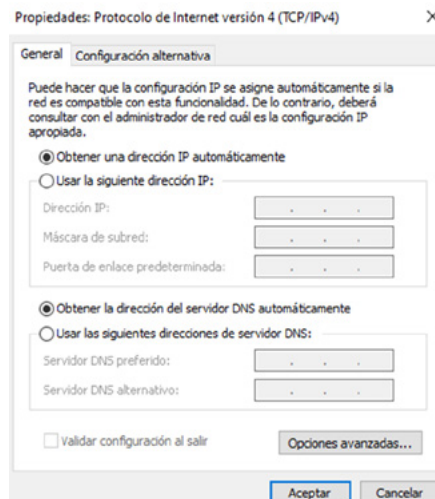 Propiedades: Protocolo de Internet versión 4 (TCP/IPv4)
General
Configuración alternativa
Puede hacer que la configuración IP se asigne automáticamente si la
red es compatible con esta funcionalidad. De lo contrario, deberá
consultar con el administrador de red cuál es la configuración IP
apropiada.
Obtener una dirección IP automáticamente
Usar la siguiente dirección IP:
Dirección IP:
Máscara de subred:
Puerta de enlace predeterminada:
Obtener la dirección del servidor DNS automáticamente
Usar las siguientes direcciones de servidor DNS:
Servidor DNS preferido:
Servidor DNS alternativo:
Validar configuración al salir
Opciones avanzadas...
Aceptar
Cancelar